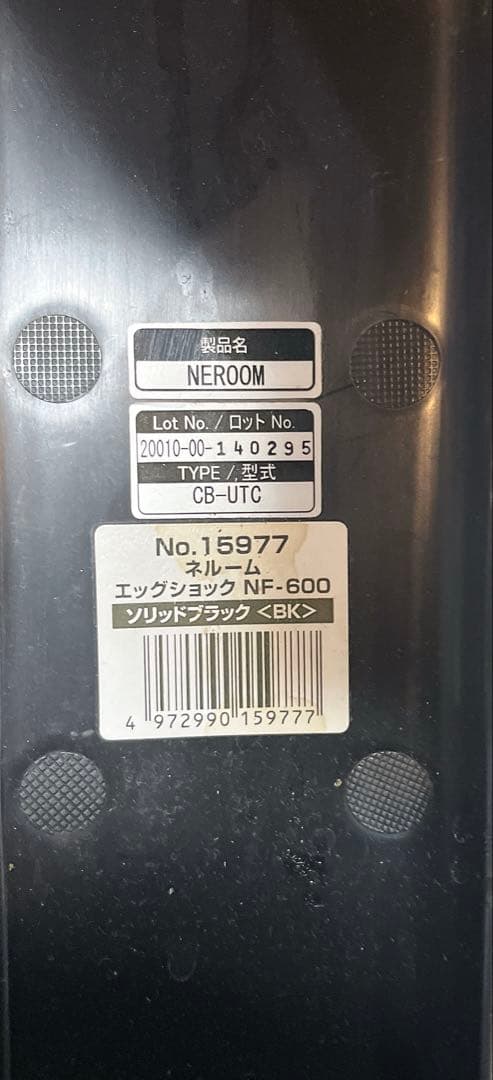 製品名
NEROOM
Lot No. / ロット No.
20010-00-140295
TYPE / 型式
CB-UTC
No.15977
ネルーム
エッグショック NF-600
ソリッドブラック <BK>
4 972990 159777